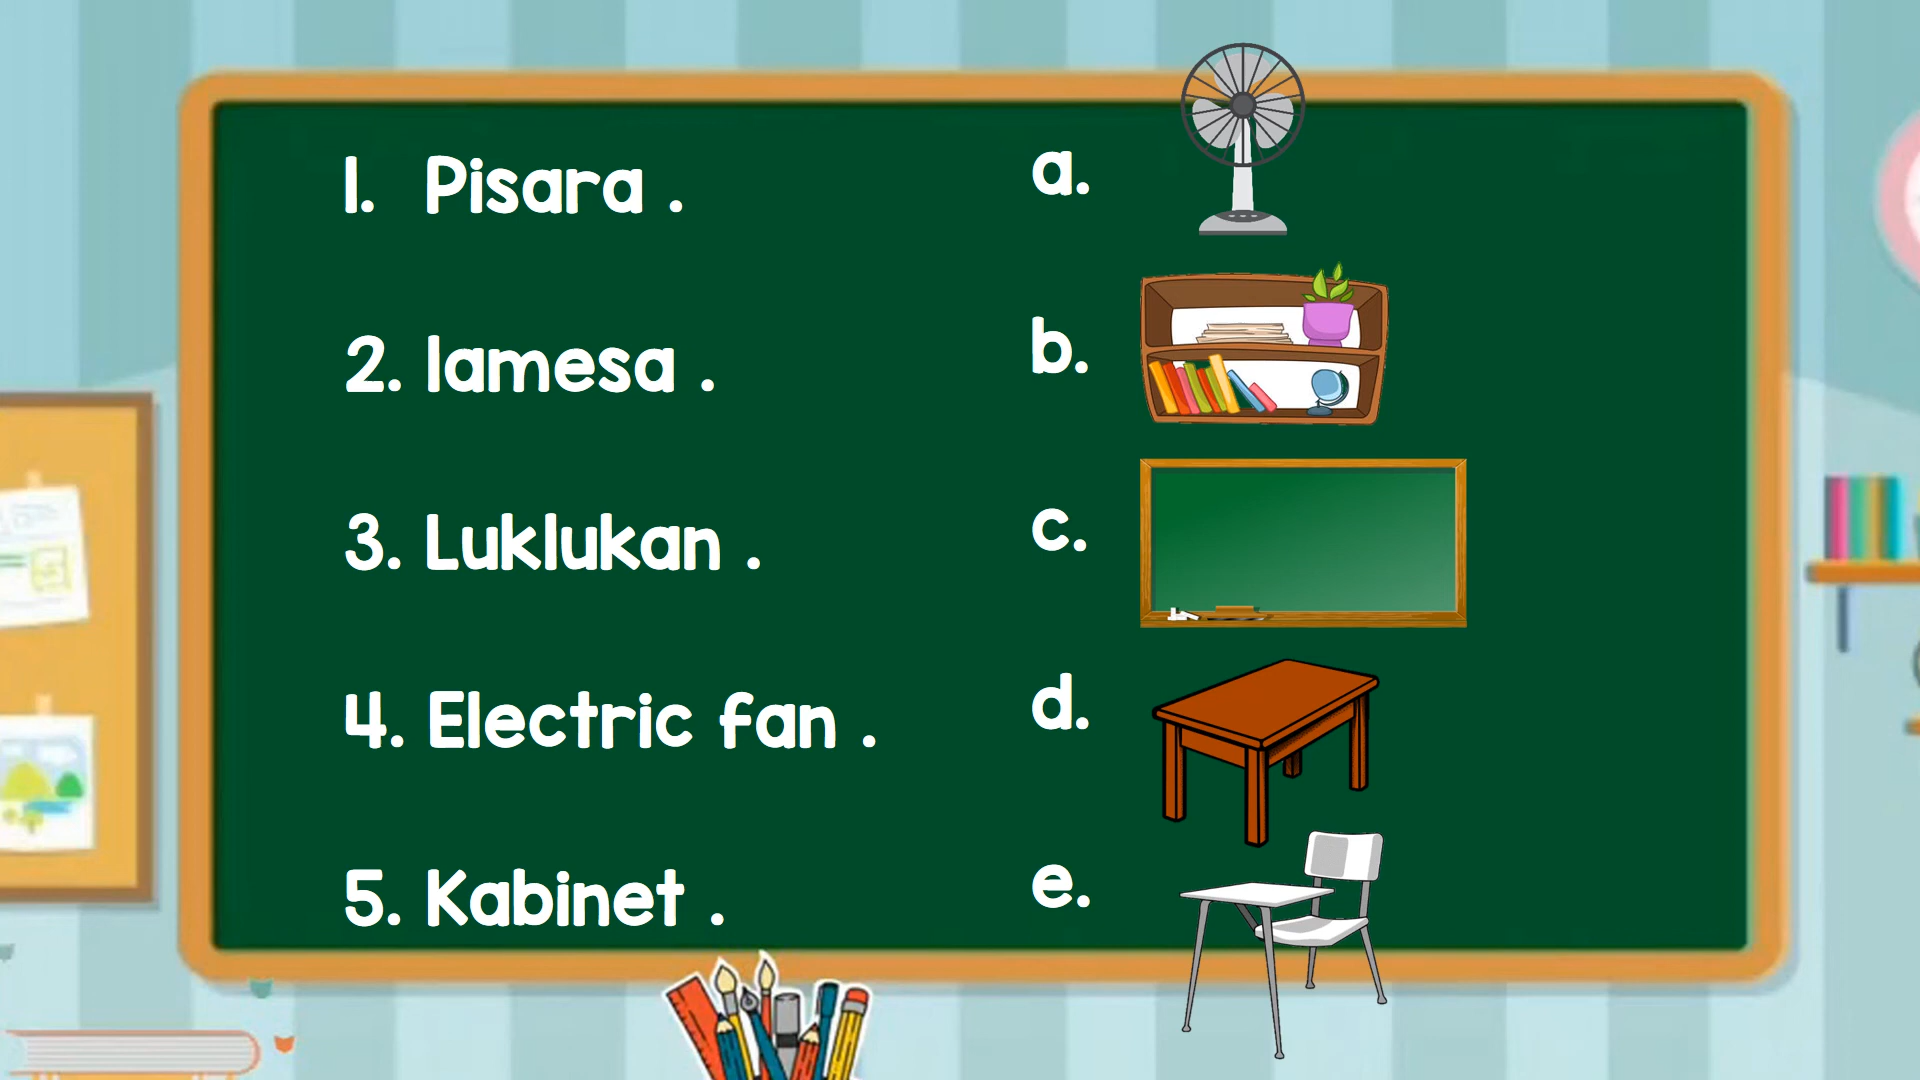 1. Pisara .
a.
2. lamesa .
b.
3. Luklukan .
c.
4. Electric fan .
d.
5. Kabinet .
e.